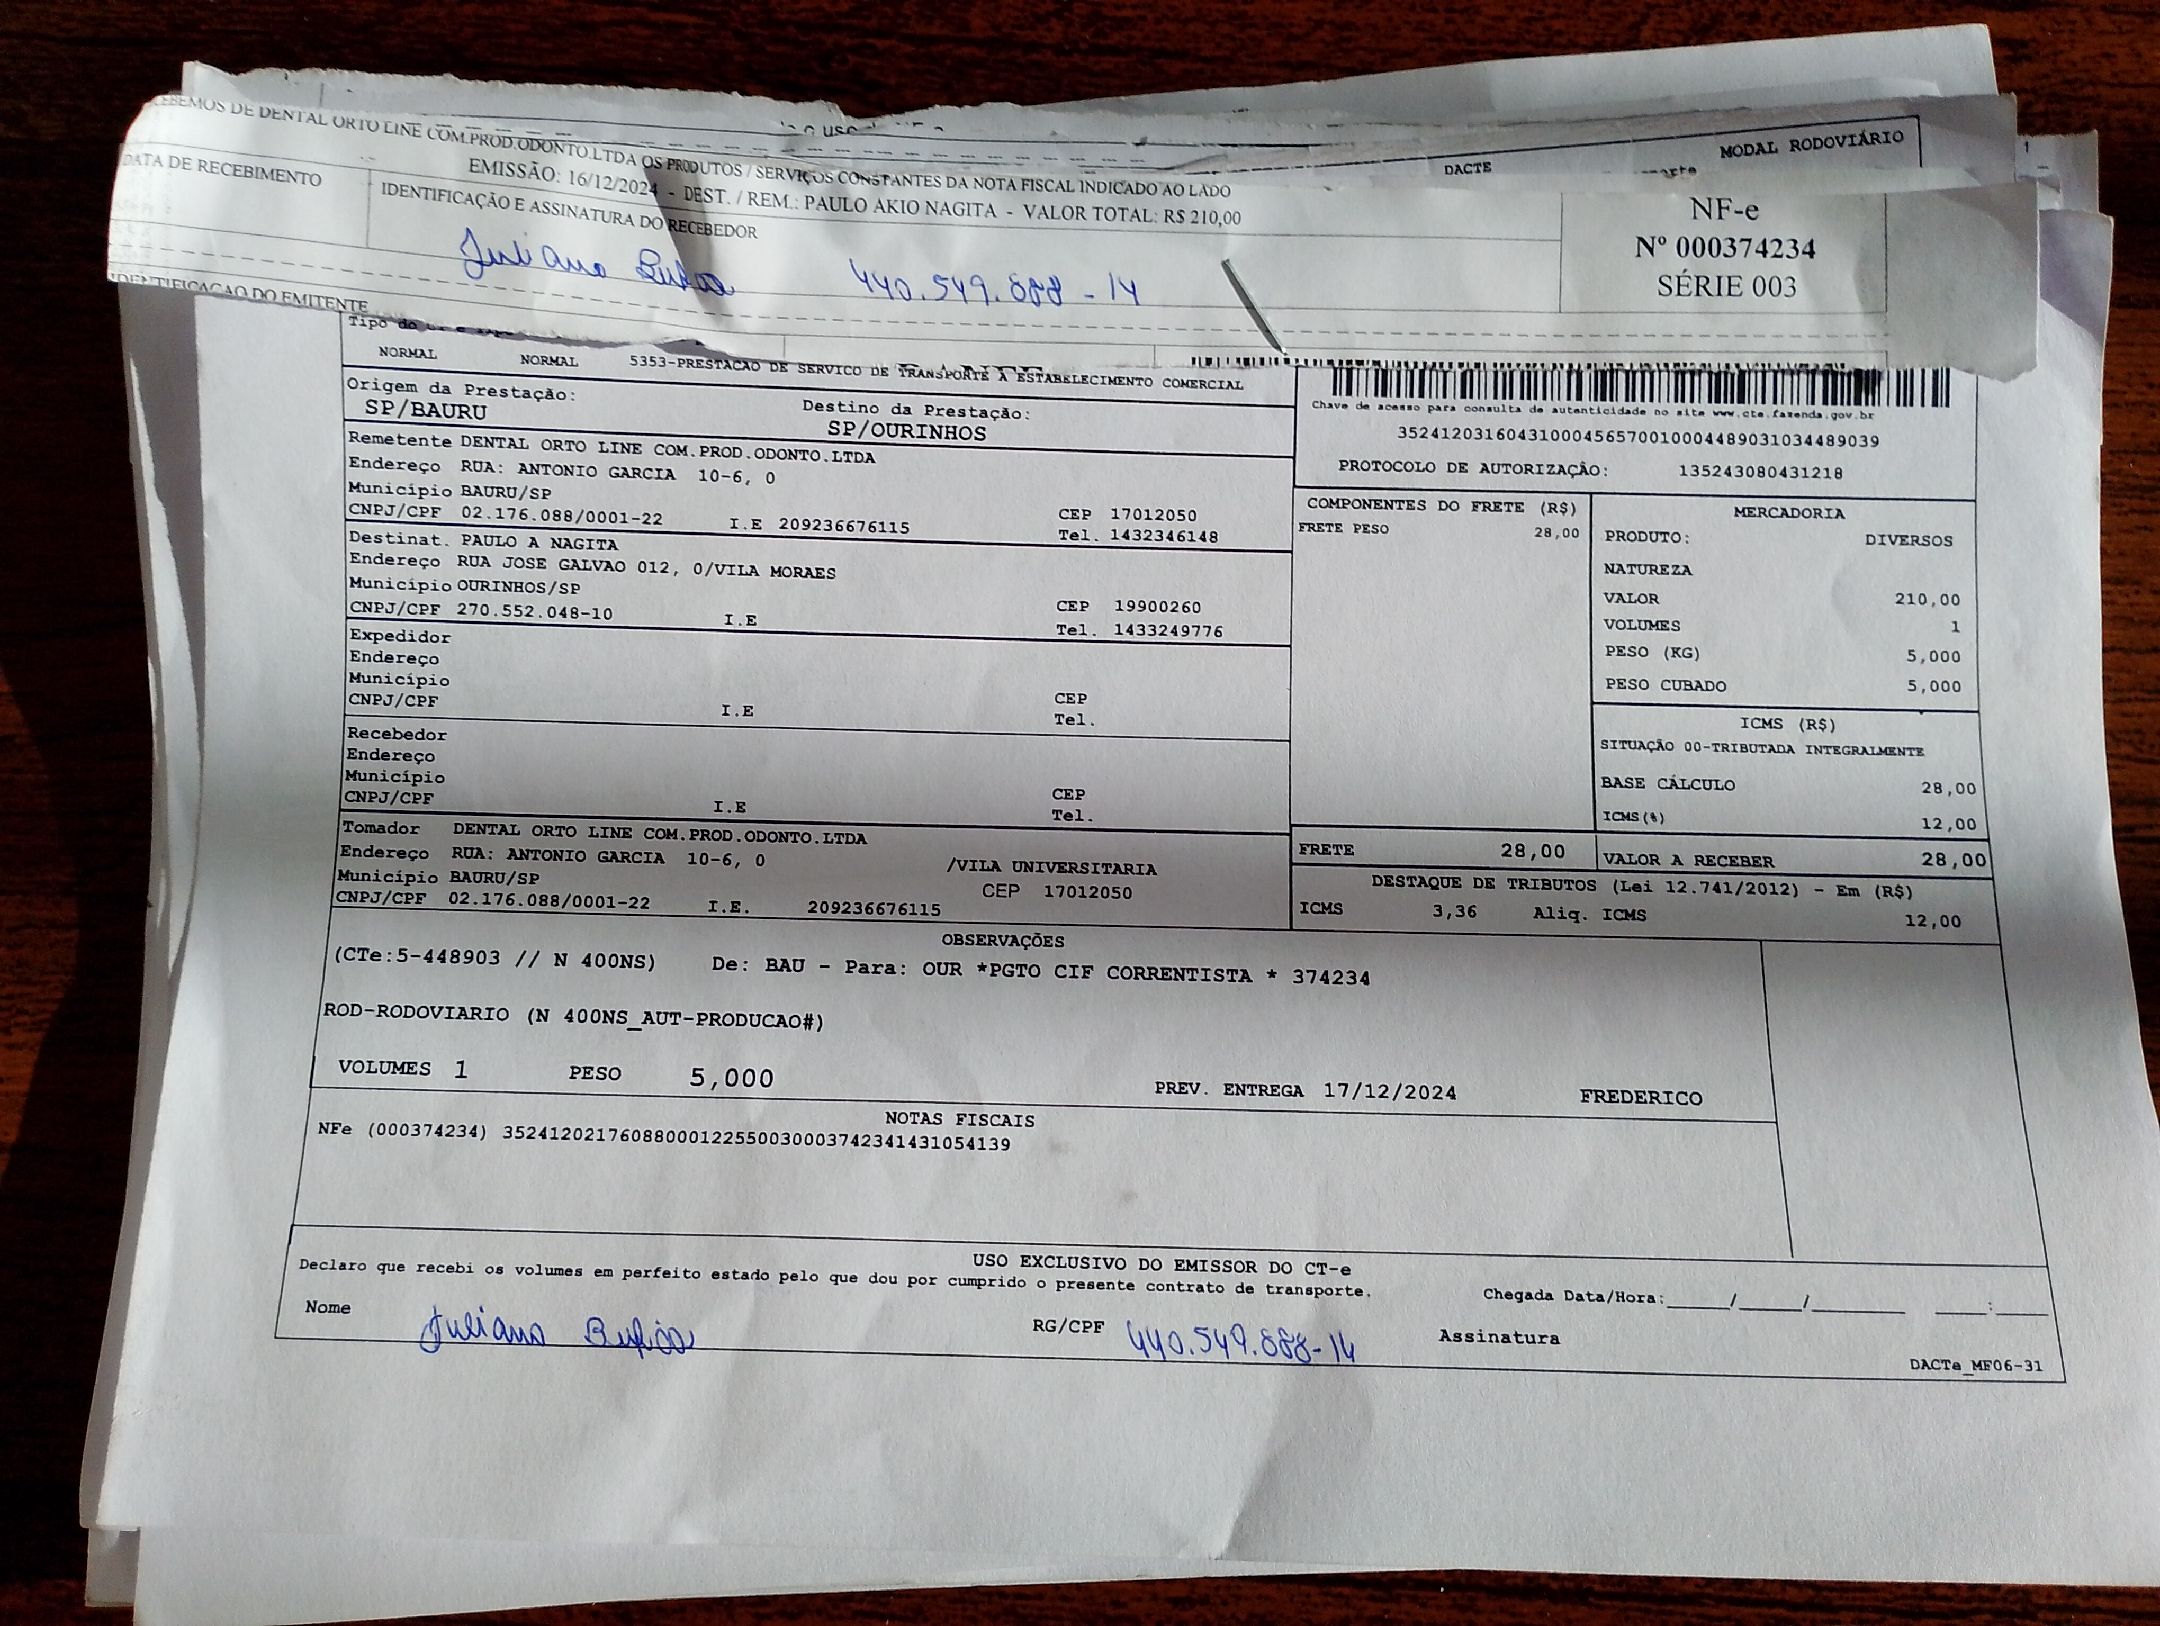 EBEMOS DE DENTAL ORTO LINE COM.PROD.ODONTO.LTDA OS PRODUTOS / SERVIÇOS CONSTANTES DA NOTA FISCAL INDICADO AO LADO
EMISSÃO: 16/12/2024 - DEST. / REM.: PAULO AKIO NAGITA - VALOR TOTAL: R$ 210,00
DACTE
MODAL RODOVIÁRIO
DATA DE RECEBIMENTO
IDENTIFICAÇÃO E ASSINATURA DO RECEBEDOR
NF-e
Nº 000374234
SÉRIE 003
Juliano 440.549.888-14
IDENTIFICAÇÃO DO EMITENTE
Tipo do
NORMAL NORMAL 5353-PRESTACAO DE SERVICO DE TRANSPORTE A ESTABELECIMENTO COMERCIAL
Origem da Prestação: Destino da Prestação:
SP/BAURU SP/OURINHOS
Chave de acesso para consulta de autenticidade no site www.cte.fazenda.gov.br
35241203160431000456570010004489031034489039
PROTOCOLO DE AUTORIZAÇÃO: 135243080431218
Remetente DENTAL ORTO LINE COM.PROD.ODONTO.LTDA
Endereço RUA: ANTONIO GARCIA 10-6, 0
Município BAURU/SP CEP 17012050
CNPJ/CPF 02.176.088/0001-22 I.E 209236676115 Tel. 1432346148
Destinat. PAULO A NAGITA
Endereço RUA JOSE GALVAO 012, 0/VILA MORAES
Município OURINHOS/SP CEP 19900260
CNPJ/CPF 270.552.048-10 I.E Tel. 1433249776
Expedidor
Endereço
Município CEP
CNPJ/CPF I.E Tel.
Recebedor
Endereço
Município CEP
CNPJ/CPF I.E Tel.
Tomador DENTAL ORTO LINE COM.PROD.ODONTO.LTDA
Endereço RUA: ANTONIO GARCIA 10-6, 0 /VILA UNIVERSITARIA
Município BAURU/SP CEP 17012050
CNPJ/CPF 02.176.088/0001-22 I.E. 209236676115
COMPONENTES DO FRETE (R$)
FRETE PESO 28,00
MERCADORIA
PRODUTO: DIVERSOS
NATUREZA
VALOR 210,00
VOLUMES 1
PESO (KG) 5,000
PESO CUBADO 5,000
ICMS (R$)
SITUAÇÃO 00-TRIBUTADA INTEGRALMENTE
BASE CÁLCULO 28,00
ICMS(%) 12,00
FRETE 28,00 VALOR A RECEBER 28,00
DESTAQUE DE TRIBUTOS (Lei 12.741/2012) - Em (R$)
ICMS 3,36 Aliq. ICMS 12,00
OBSERVAÇÕES
(CTe:5-448903 // N 400NS) De: BAU - Para: OUR *PGTO CIF CORRENTISTA * 374234
ROD-RODOVIARIO (N 400NS_AUT-PRODUCAO#)
VOLUMES 1 PESO 5,000 PREV. ENTREGA 17/12/2024 FREDERICO
NOTAS FISCAIS
NFe (000374234) 35241202176088000122550030003742341431054139
USO EXCLUSIVO DO EMISSOR DO CT-e
Declaro que recebi os volumes em perfeito estado pelo que dou por cumprido o presente contrato de transporte.
Chegada Data/Hora:_____/_____/________ ____:____
Nome Juliano RG/CPF 440.549.888-14 Assinatura
DACTe_MF06-31